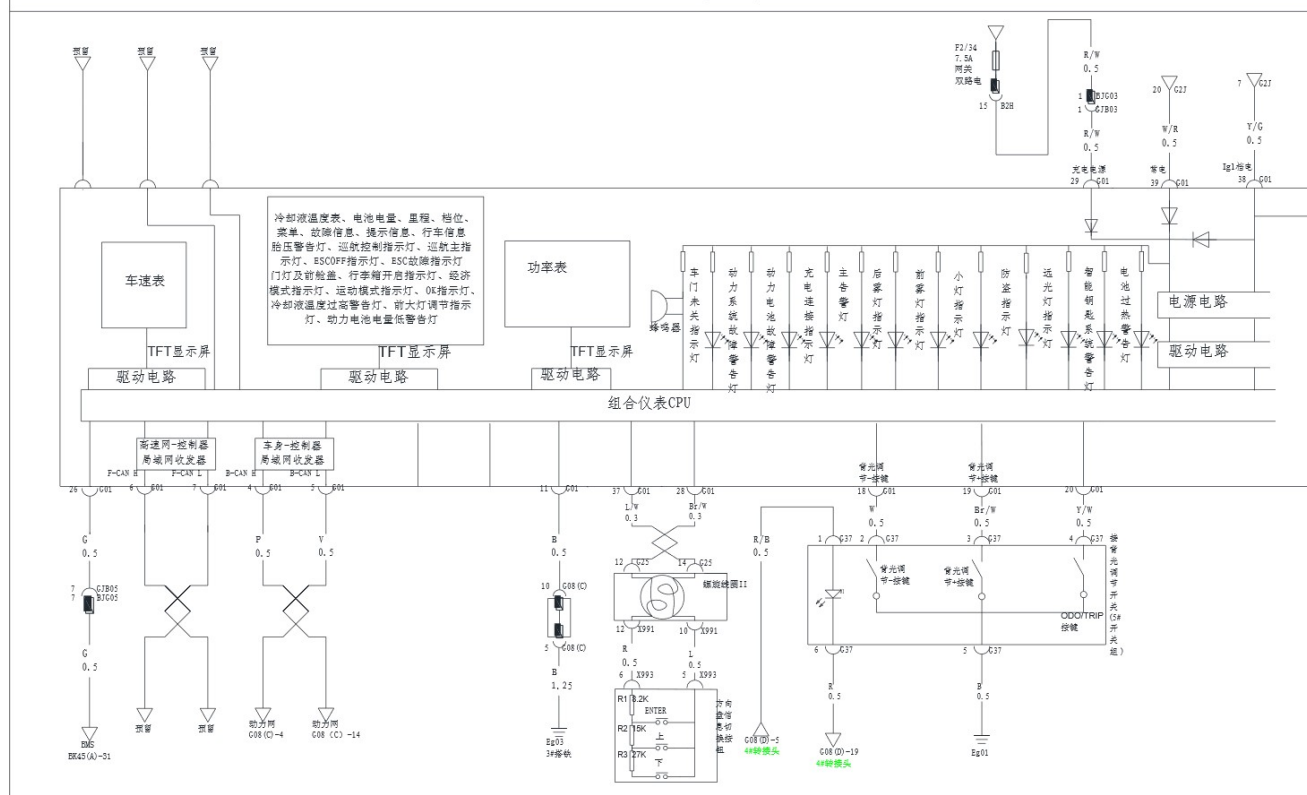 预留
预留
预留
F2/34
7.5A
网关
双路电
15 B2H
R/W
0.5
1 BJG03
1 GJB03
R/W
0.5
充电电源
29 G01
20 G2J
W/R
0.5
常电
39 G01
7 G2J
Y/G
0.5
Ig1档电
38 G01
车速表
TFT显示屏
驱动电路
冷却液温度表、电池电量、里程、档位、
菜单、故障信息、提示信息、行车信息
胎压警告灯、巡航控制指示灯、巡航主指
示灯、ESCOFF指示灯、ESC故障指示灯
门灯及前舱盖、行李箱开启指示灯、经济
模式指示灯、运动模式指示灯、OK指示灯、
冷却液温度过高警告灯、前大灯调节指示
灯、动力电池电量低警告灯
TFT显示屏
驱动电路
功率表
TFT显示屏
驱动电路
蜂鸣器
车门未关指示灯
动力系统故障警告灯
动力电池故障警告灯
充电连接指示灯
主告警灯
后雾灯指示灯
前雾灯指示灯
小灯指示灯
防盗指示灯
远光灯指示灯
智能钥匙系统警告灯
电池过热警告灯
电源电路
驱动电路
组合仪表CPU
高速网-控制器
局域网收发器
车身-控制器
局域网收发器
F-CAN H
F-CAN L
B-CAN H
B-CAN L
26 G01
6 G01
7 G01
4 G01
5 G01
11 G01
37 G01
28 G01
背光调
节-按键
18 G01
背光调
节+按键
19 G01
20 G01
G
0.5
7 GJB05
7 BJG05
G
0.5
BMS
BK45(A)-31
预留
预留
P
0.5
V
0.5
动力网
G08(C)-4
动力网
G08 (C) -14
B
0.5
10 G08(C)
5 G08(C)
B
1.25
Eg03
3#搭铁
L/W
0.3
Br/W
0.3
12 G25
14 G25
螺旋线圈II
12 X991
10 X991
R
0.5
L
0.5
6 X993
5 X993
R1 8.2K
ENTER
R2 15K
上
R3 27K
下
方向盘信息切换按钮
R/B
0.5
G08(D)-5
4#转接头
W
0.5
Br/W
0.5
Y/W
0.5
1 G37
2 G37
3 G37
4 G37
背光调
节-按键
背光调
节+按键
ODO/TRIP
按键
背光调节开关(5#开关组)
6 G37
5 G37
R
0.5
B
0.5
G08(D)-19
4#转接头
Eg01